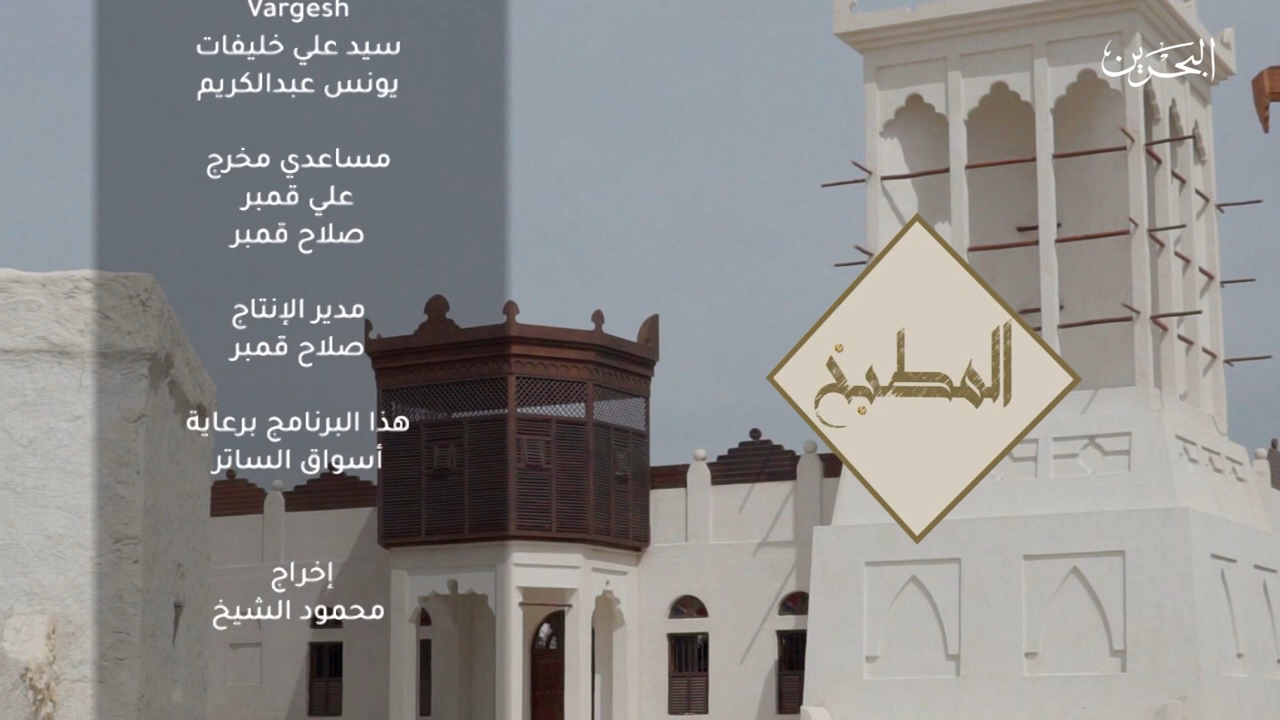 Vargesh
سيد علي خليفات
يونس عبدالكريم
مساعدي مخرج
علي قمبر
صلاح قمبر
مدير الإنتاج
صلاح قمبر
هذا البرنامج برعاية
أسواق الساتر
إخراج
محمود الشيخ
المطبخ
البحرين